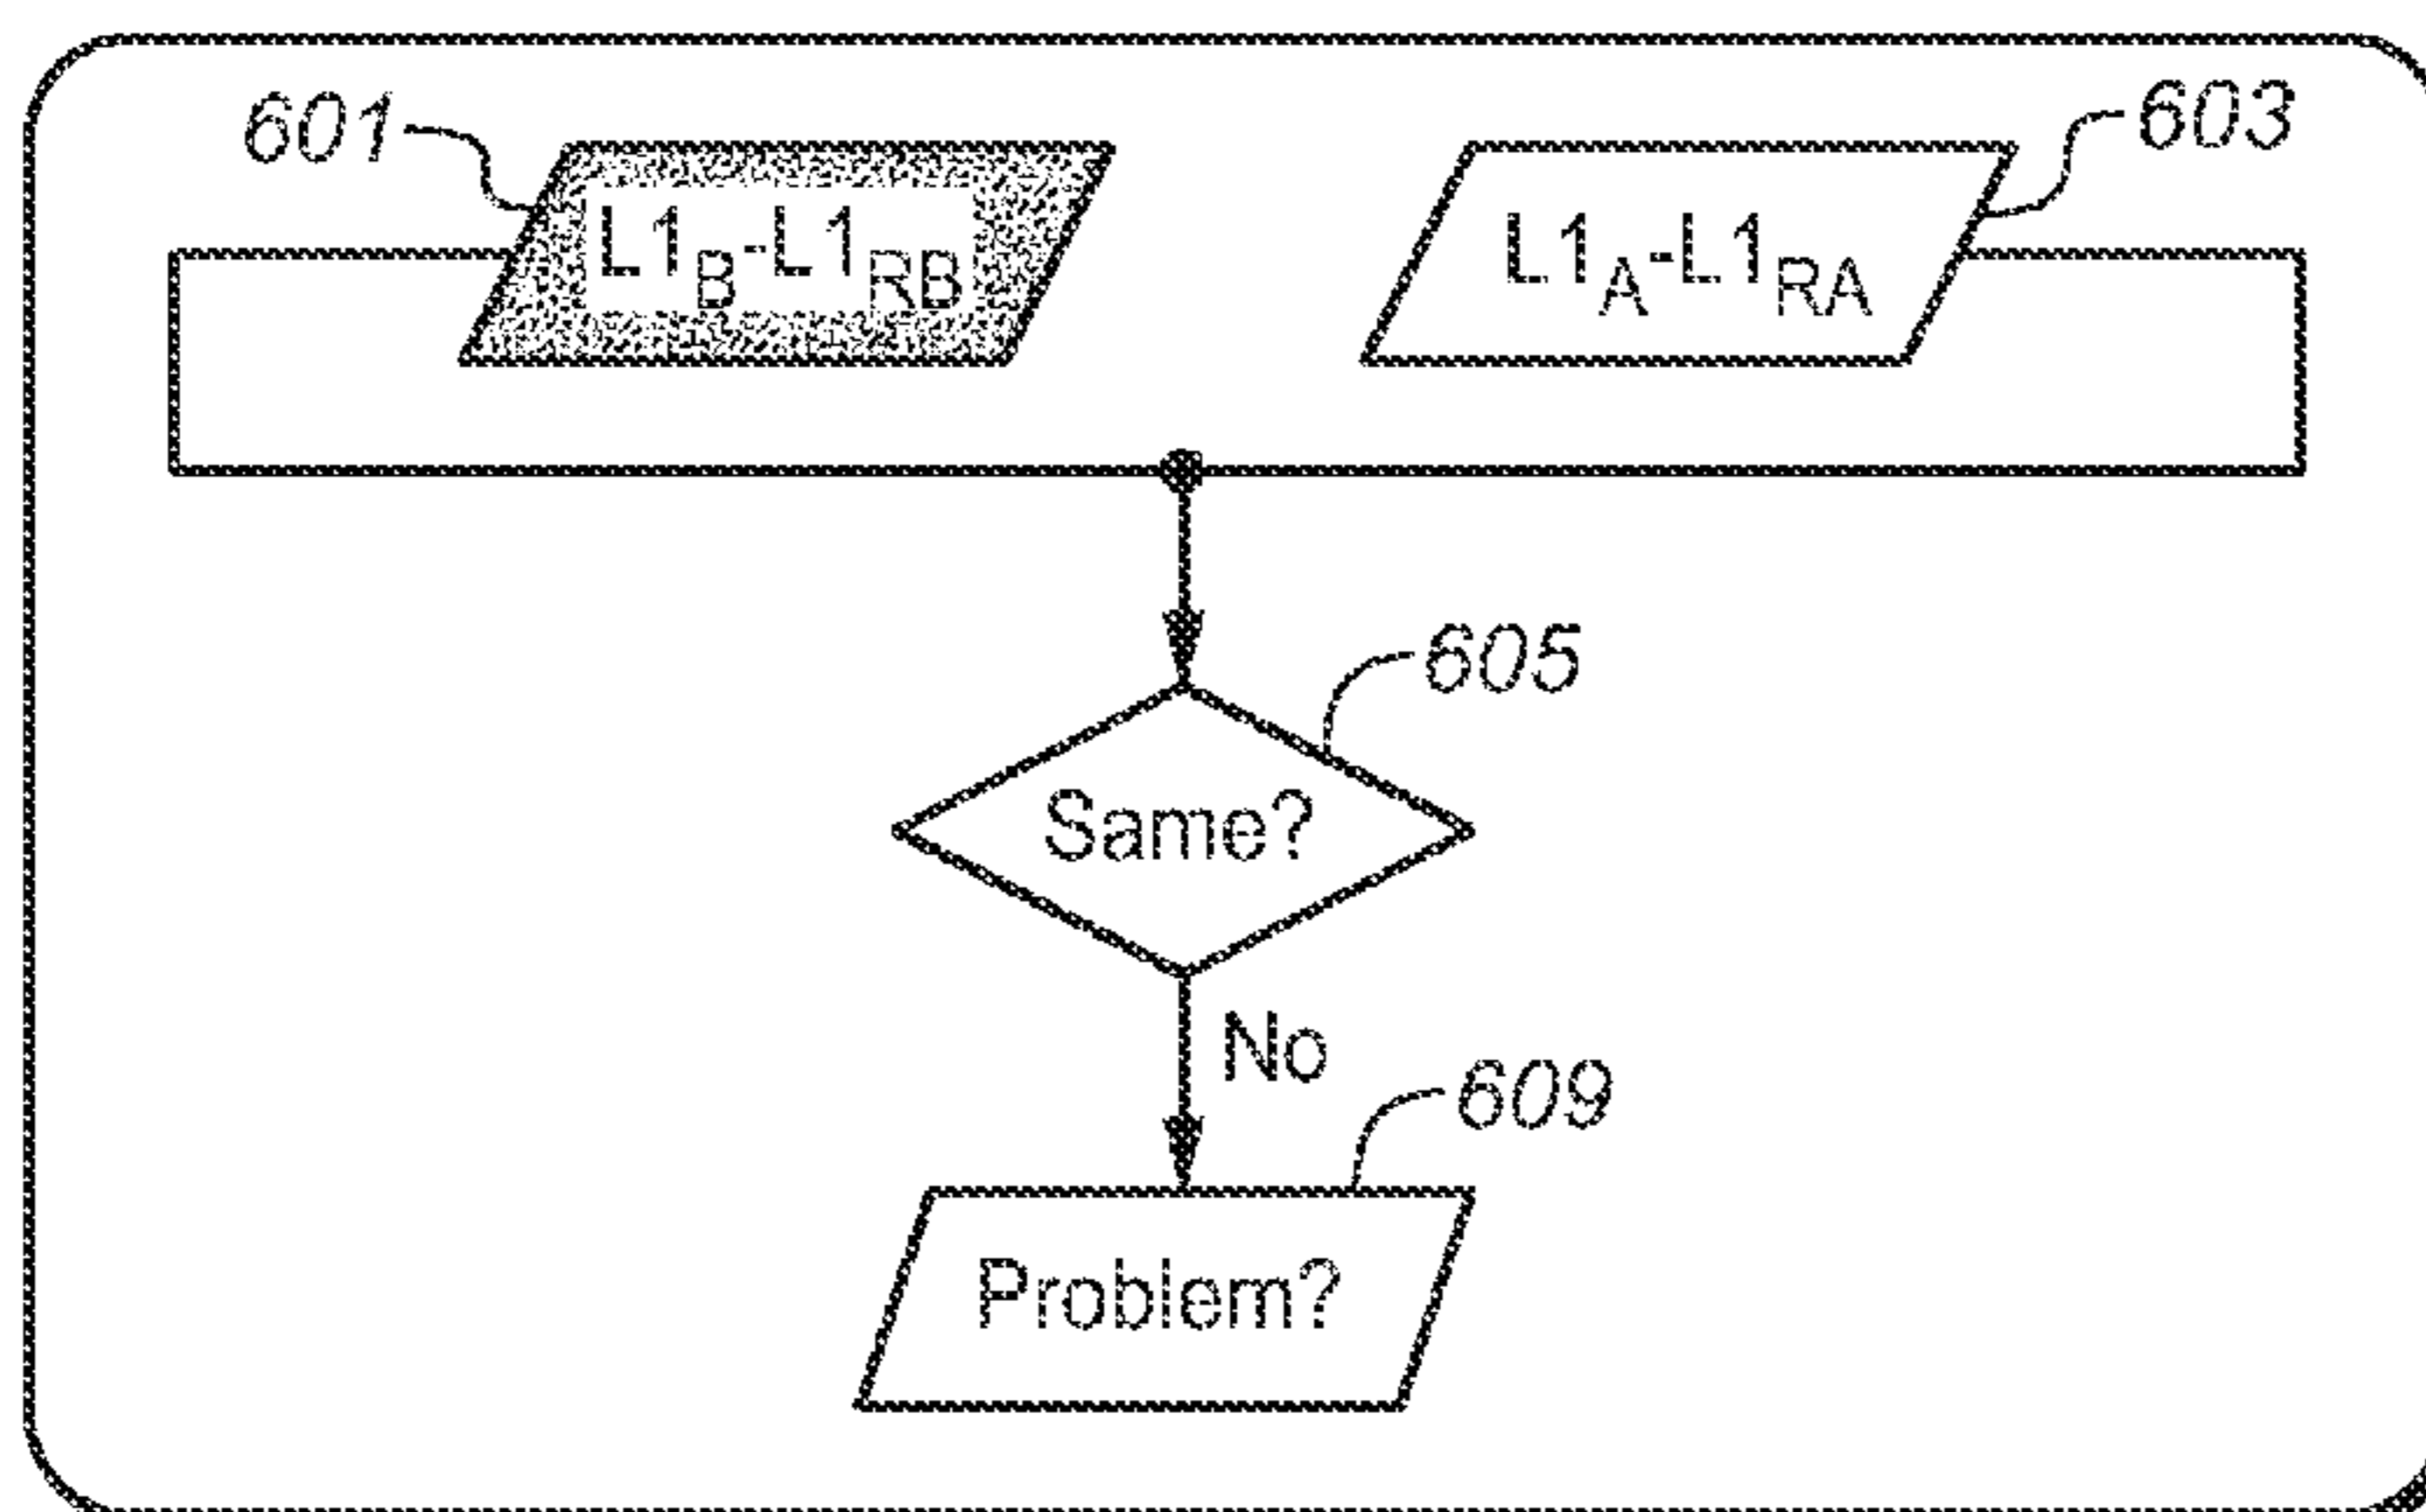 601
603
L1B-L1RB
L1A-L1RA
605
Same?
No
609
Problem?